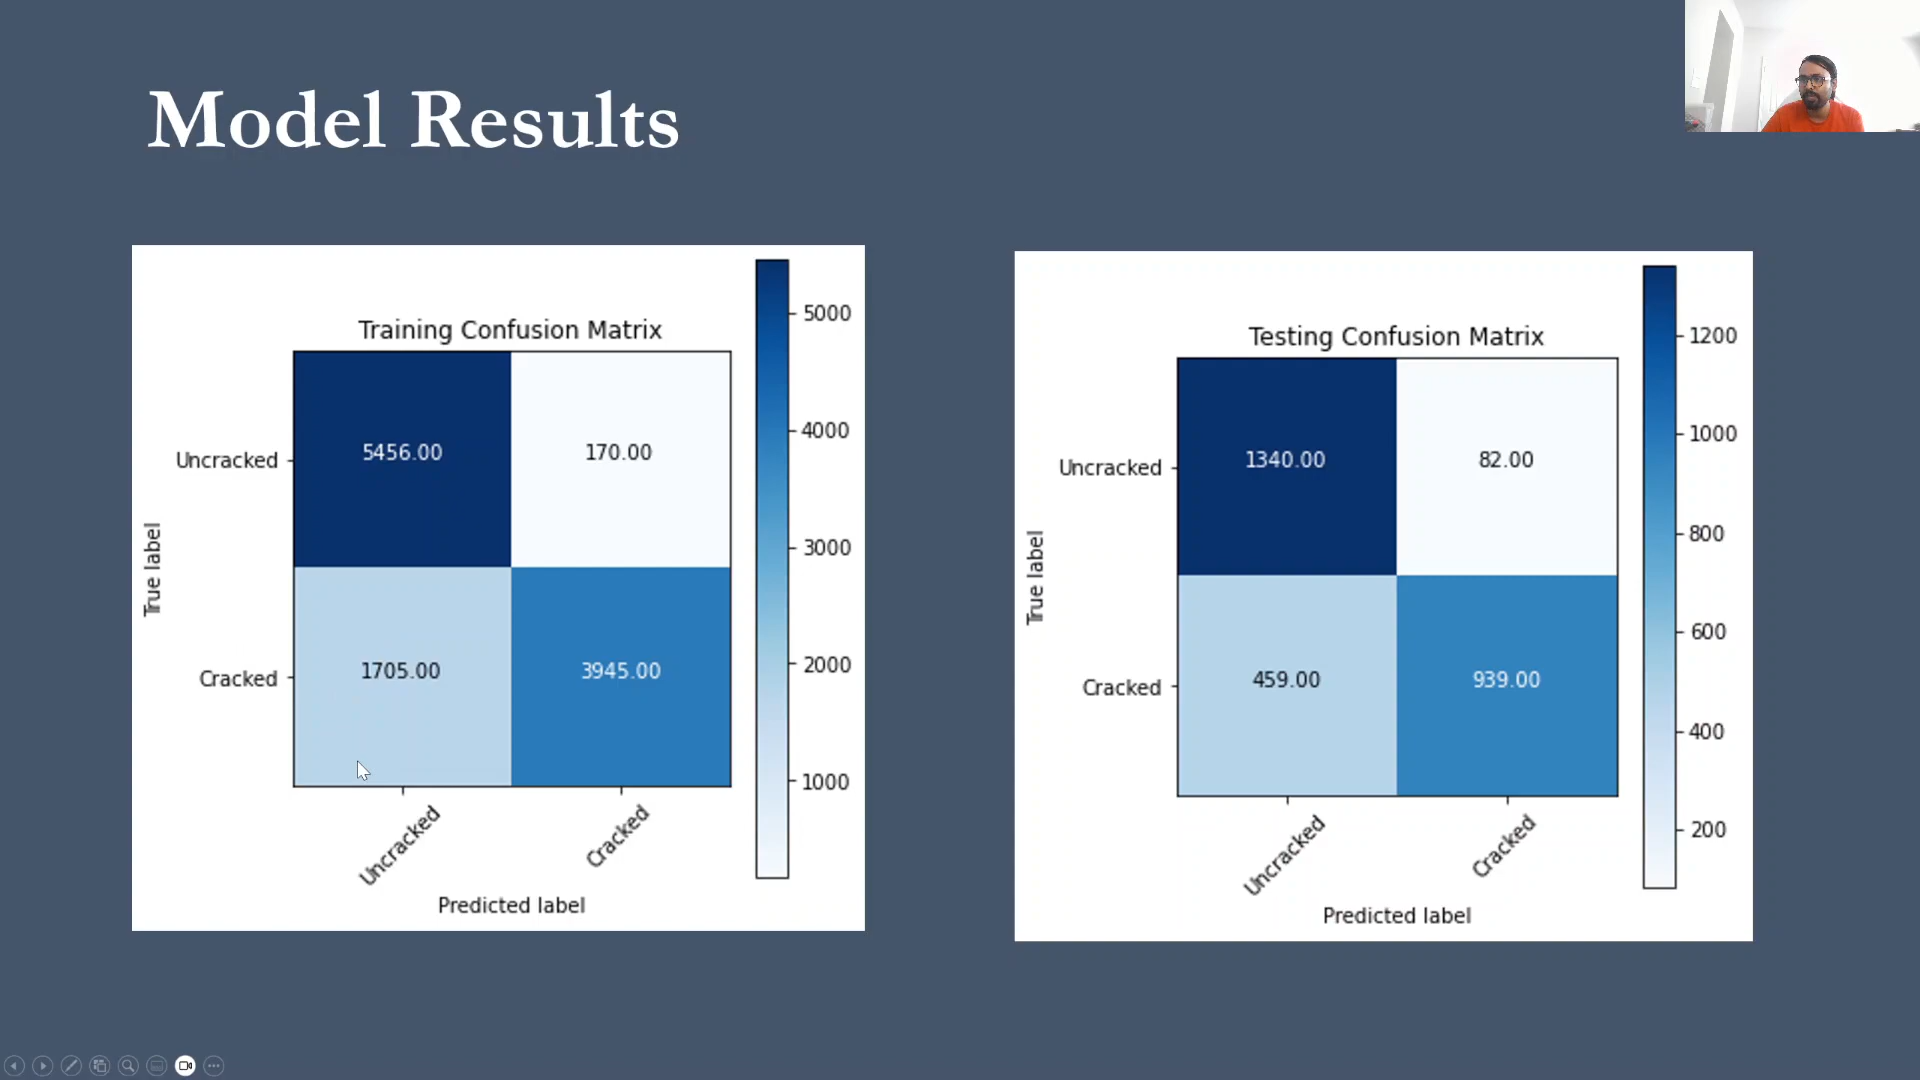 Model Results
Training Confusion Matrix
True label
Uncracked
5456.00
170.00
Cracked
1705.00
3945.00
Uncracked
Cracked
Predicted label
5000
4000
3000
2000
1000
Testing Confusion Matrix
True label
Uncracked
1340.00
82.00
Cracked
459.00
939.00
Uncracked
Cracked
Predicted label
1200
1000
800
600
400
200